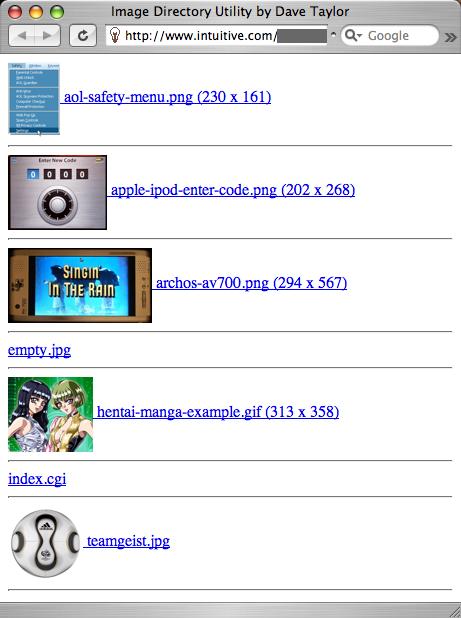 Image Directory Utility by Dave Taylor
http://www.intuitive.com/
Google
aol-safety-menu.png (230 x 161)
Enter New Code
0 0 0 0
apple-ipod-enter-code.png (202 x 268)
SINGIN'
IN THE RAIN
archos-av700.png (294 x 567)
empty.jpg
hentai-manga-example.gif (313 x 358)
index.cgi
adidas
teamgeist.jpg